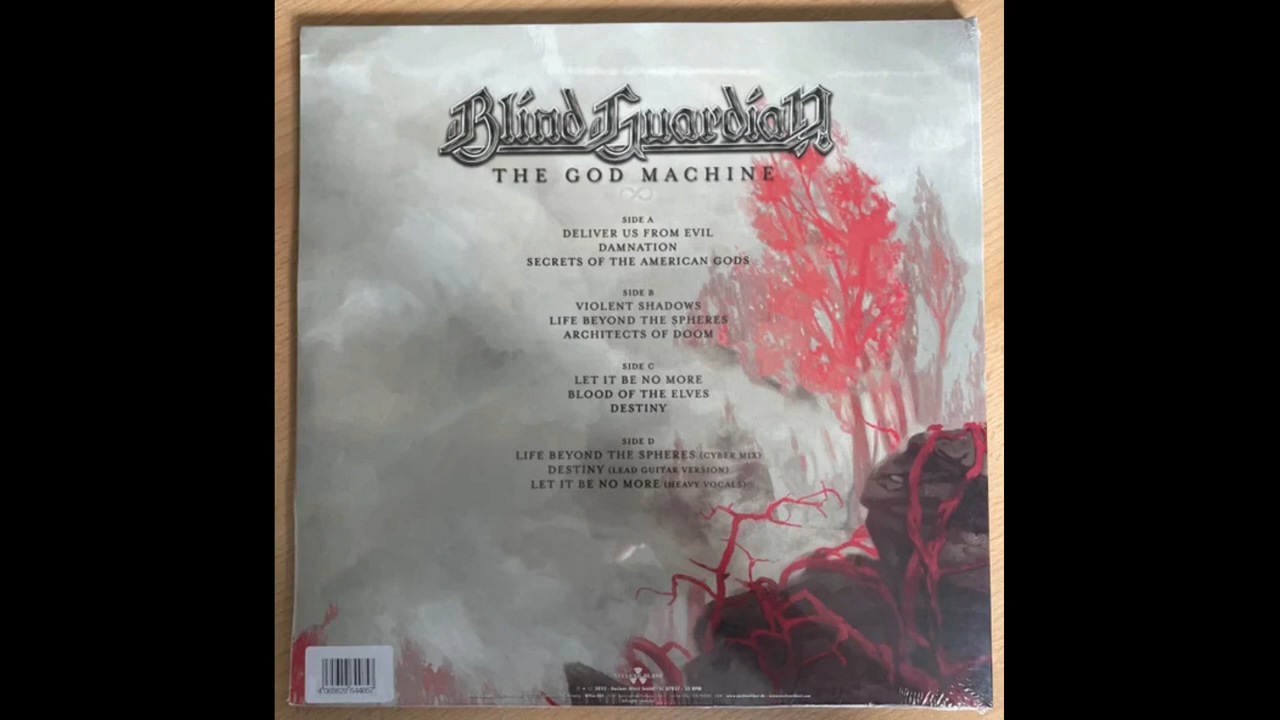 Blind Guardian
THE GOD MACHINE
SIDE A
DELIVER US FROM EVIL
DAMNATION
SECRETS OF THE AMERICAN GODS
SIDE B
VIOLENT SHADOWS
LIFE BEYOND THE SPHERES
ARCHITECTS OF DOOM
SIDE C
LET IT BE NO MORE
BLOOD OF THE ELVES
DESTINY
SIDE D
LIFE BEYOND THE SPHERES (CYBER MIX)
DESTINY (LEAD GUITAR VERSION)
LET IT BE NO MORE (HEAVY VOCALS)
NUCLEAR BLAST